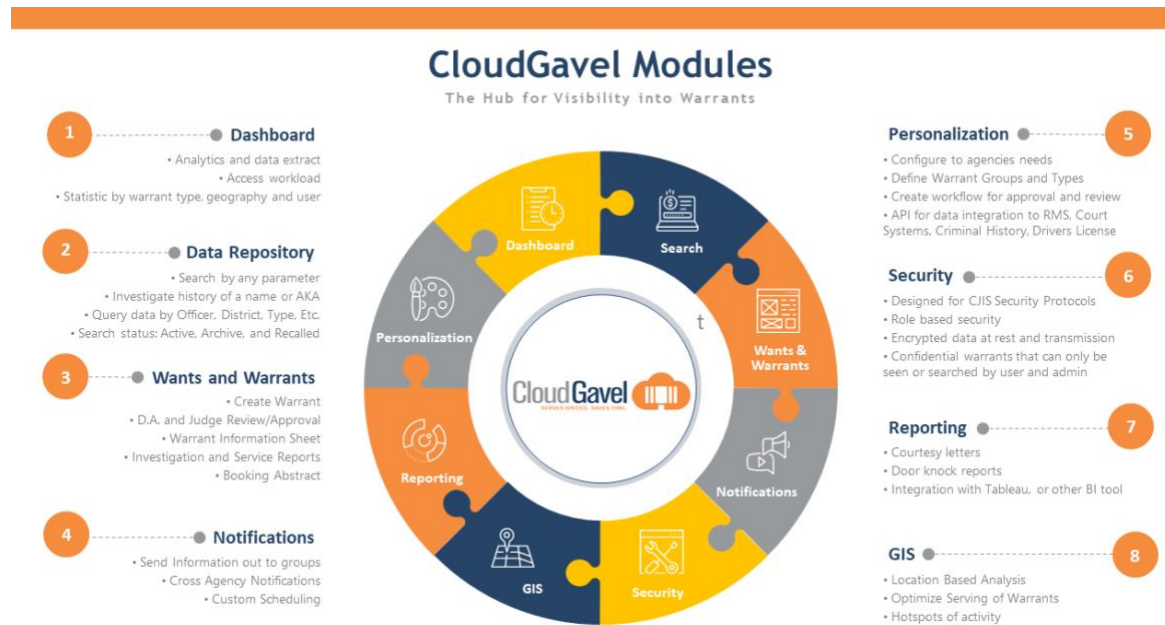 CloudGavel Modules
The Hub for Visibility into Warrants
1
Dashboard
• Analytics and data extract
• Access workload
• Statistic by warrant type, geography and user
2
Data Repository
• Search by any parameter
• Investigate history of a name or AKA
• Query data by Officer, District, Type, Etc.
• Search status: Active, Archive, and Recalled
3
Wants and Warrants
• Create Warrant
• D.A. and Judge Review/Approval
• Warrant Information Sheet
• Investigation and Service Reports
• Booking Abstract
4
Notifications
• Send Information out to groups
• Cross Agency Notifications
• Custom Scheduling
Dashboard
Search
Personalization
t
Wants &
Warrants
CloudGavel
SERVES JUSTICE. SAVES TIME.
Reporting
Notifications
GIS
Security
Personalization
5
• Configure to agencies needs
• Define Warrant Groups and Types
• Create workflow for approval and review
• API for data integration to RMS, Court
Systems, Criminal History, Drivers License
Security
6
• Designed for CJIS Security Protocols
• Role based security
• Encrypted data at rest and transmission
• Confidential warrants that can only be
seen or searched by user and admin
Reporting
7
• Courtesy letters
• Door knock reports
• Integration with Tableau, or other BI tool
GIS
8
• Location Based Analysis
• Optimize Serving of Warrants
• Hotspots of activity